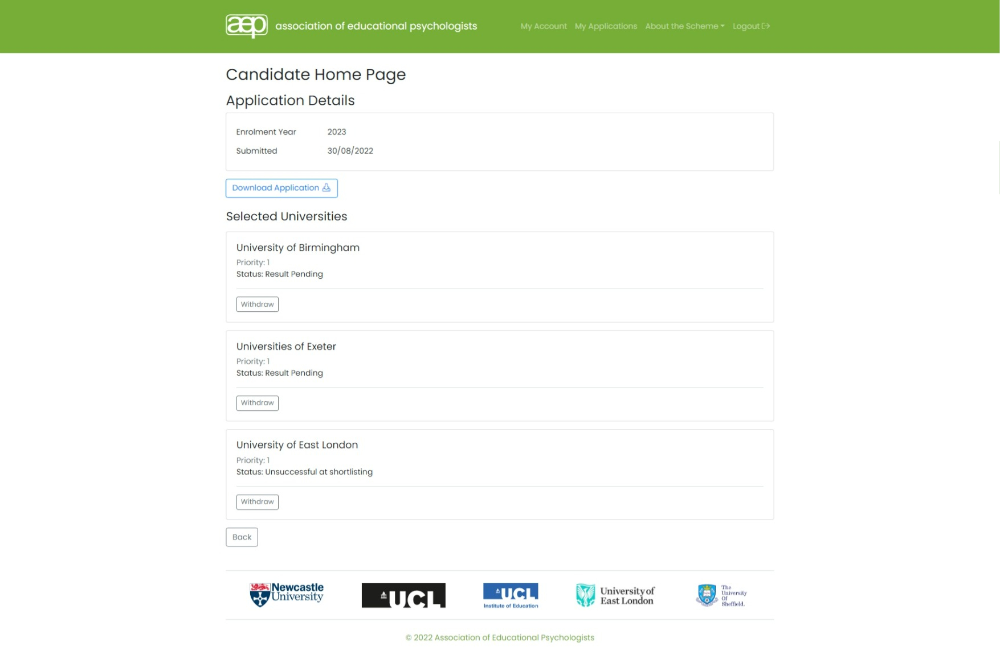 aep association of educational psychologists My Account My Applications About the Scheme Logout
Candidate Home Page
Application Details
Enrolment Year 2023
Submitted 30/08/2022
Download Application
Selected Universities
University of Birmingham
Priority: 1
Status: Result Pending
Withdraw
Universities of Exeter
Priority: 1
Status: Result Pending
Withdraw
University of East London
Priority: 1
Status: Unsuccessful at shortlisting
Withdraw
Back
Newcastle
University
UCL
UCL
Institute of Education
University of
East London
The
University
Of
Sheffield.
© 2022 Association of Educational Psychologists